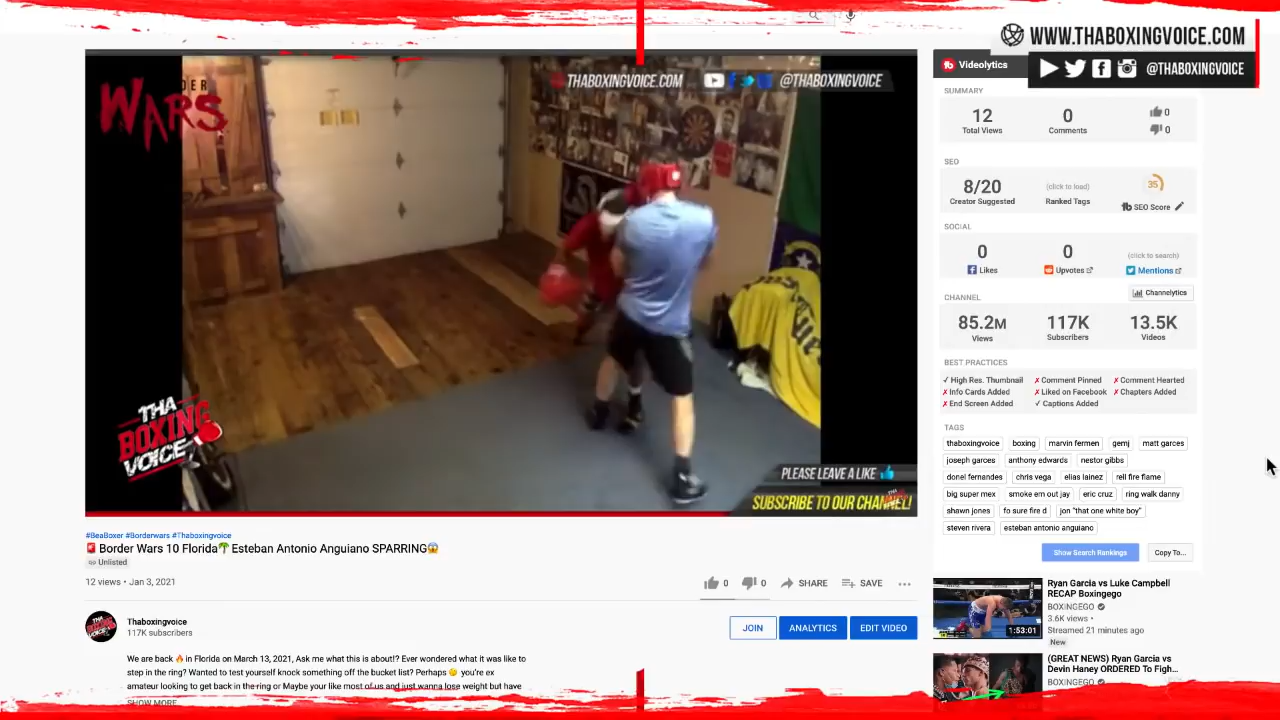 WWW.THABOXINGVOICE.COM
@THABOXINGVOICE
DER
WARS
THABOXINGVOICE.COM
@THABOXINGVOICE
THA
BOXING
VOICE
PLEASE LEAVE A LIKE
SUBSCRIBE TO OUR CHANNEL!
#BeaBoxer #Borderwars #Thaboxingvoice
🚨Border Wars 10 Florida🌴Esteban Antonio Anguiano SPARRING😱
Unlisted
12 views • Jan 3, 2021
0 0 SHARE SAVE ...
Thaboxingvoice
117K subscribers
JOIN ANALYTICS EDIT VIDEO
We are back 🔥in Florida on March 13, 2021, Ask me what this is about!? Ever wondered what it was like to
step in the ring? Wanted to test yourself knock something off the bucket list? Perhaps 🤔 you're ex
amateur looking to get back in the ring or Maybe your like most of us and just wanna lose weight but have
SHOW MORE
Videolytics
SUMMARY
12 0 0
Total Views Comments 0
SEO
8/20 (click to load) 35
Creator Suggested Ranked Tags SEO Score
SOCIAL
0 0 (click to search)
Likes Upvotes Mentions
CHANNEL Channelytics
85.2M 117K 13.5K
Views Subscribers Videos
BEST PRACTICES
✓ High Res. Thumbnail ✗ Comment Pinned ✗ Comment Hearted
✗ Info Cards Added ✗ Liked on Facebook ✗ Chapters Added
✗ End Screen Added ✓ Captions Added
TAGS
thaboxingvoice boxing marvin fermen gemj matt garces
joseph garces anthony edwards nestor gibbs
donel fernandes chris vega elias lainez rell fire flame
big super mex smoke em out jay eric cruz ring walk danny
shawn jones fo sure fire d jon "that one white boy"
steven rivera esteban antonio anguiano
Show Search Rankings Copy To...
Ryan Garcia vs Luke Campbell
RECAP Boxingego
BOXINGEGO
3.6K views •
Streamed 21 minutes ago
New
1:53:01
(GREAT NEWS) Ryan Garcia vs
Devin Haney ORDERED To Figh...
BOXINGEGO